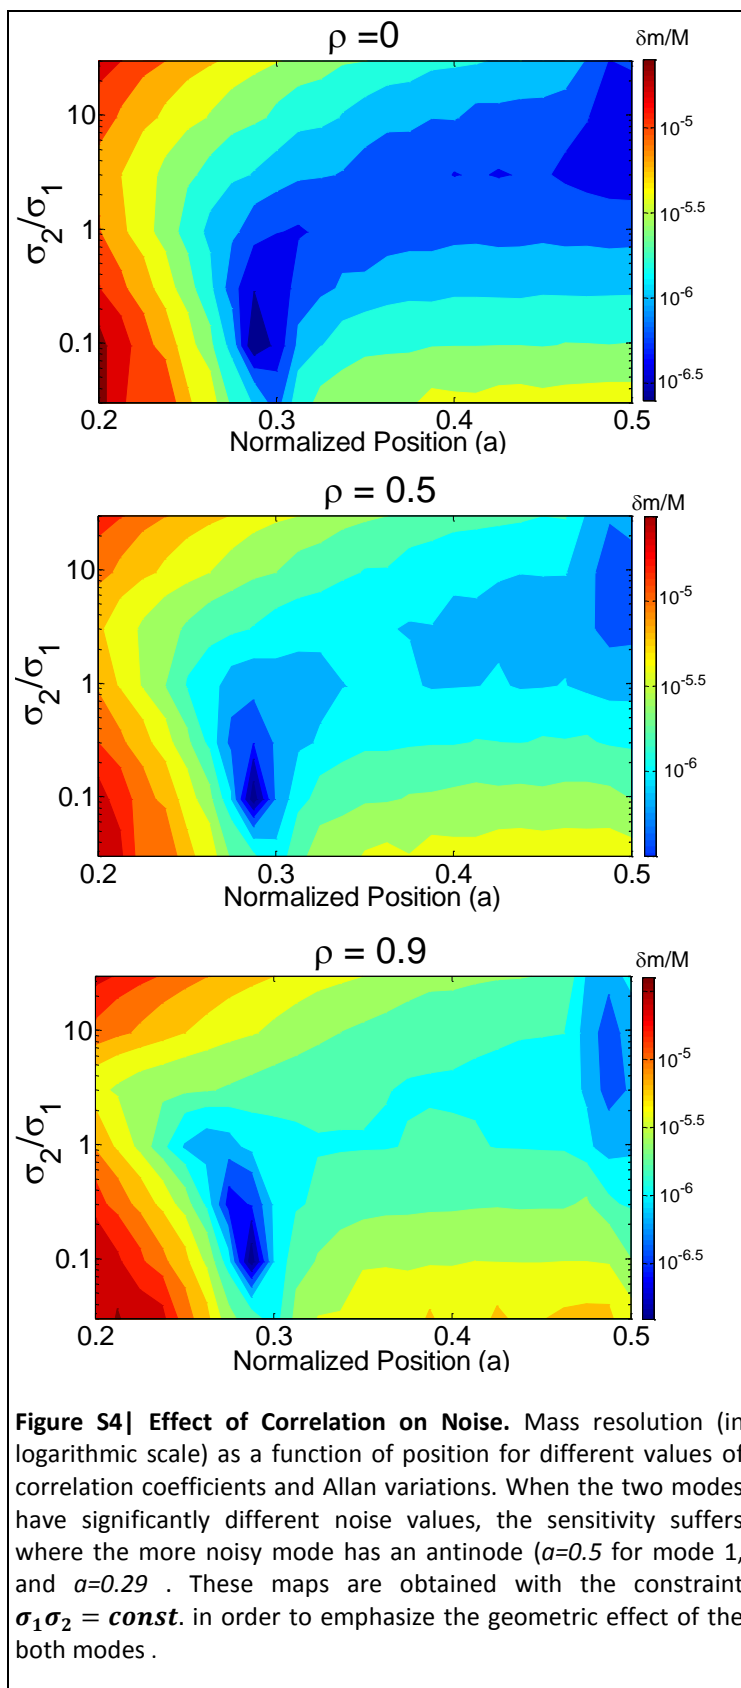 ρ =0
δm/M
10
1
0.1
σ2/σ1
10-5
10-5.5
10-6
10-6.5
0.2 0.3 0.4 0.5
Normalized Position (a)
ρ = 0.5
δm/M
10
1
0.1
σ2/σ1
10-5
10-5.5
10-6
0.2 0.3 0.4 0.5
Normalized Position (a)
ρ = 0.9
δm/M
10
1
0.1
σ2/σ1
10-5
10-5.5
10-6
10-6.5
0.2 0.3 0.4 0.5
Normalized Position (a)
Figure S4| Effect of Correlation on Noise. Mass resolution (in
logarithmic scale) as a function of position for different values of
correlation coefficients and Allan variations. When the two modes
have significantly different noise values, the sensitivity suffers
where the more noisy mode has an antinode (a=0.5 for mode 1,
and a=0.29 . These maps are obtained with the constraint
σ1σ2 = const. in order to emphasize the geometric effect of the
both modes .